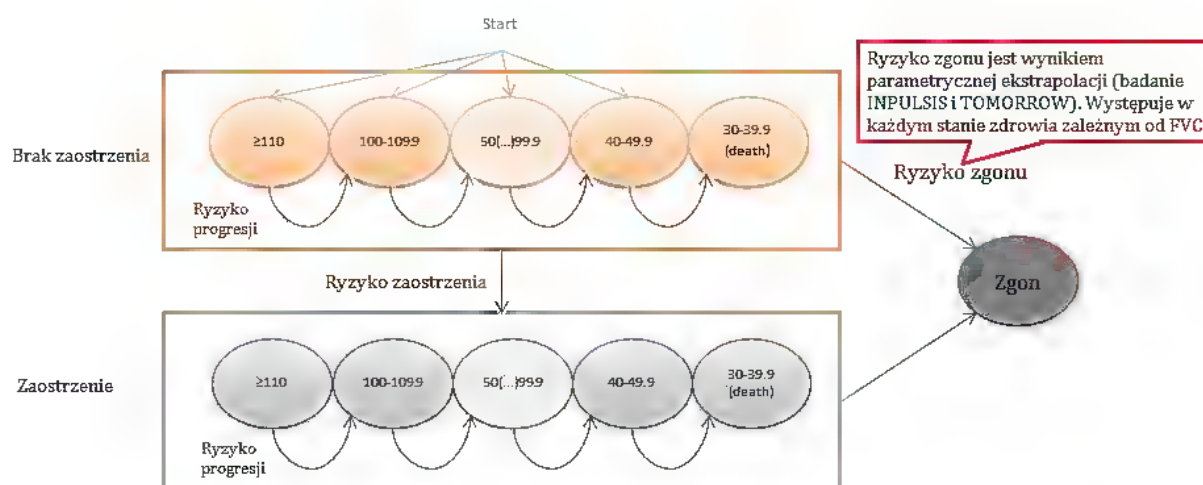 Start
Ryzyko zgonu jest wynikiem
parametrycznej ekstrapolacji (badanie
INPULSIS i TOMORROW). Występuje w
każdym stanie zdrowia zależnym od FVC
Brak zaostrzenia
≥110
100-109.9
50(...)99.9
40-49.9
30-39.9
(death)
Ryzyko zgonu
Ryzyko
progresji
Ryzyko zaostrzenia
Zgon
Zaostrzenie
≥110
100-109.9
50(...)99.9
40-49.9
30-39.9
(death)
Ryzyko
progresji